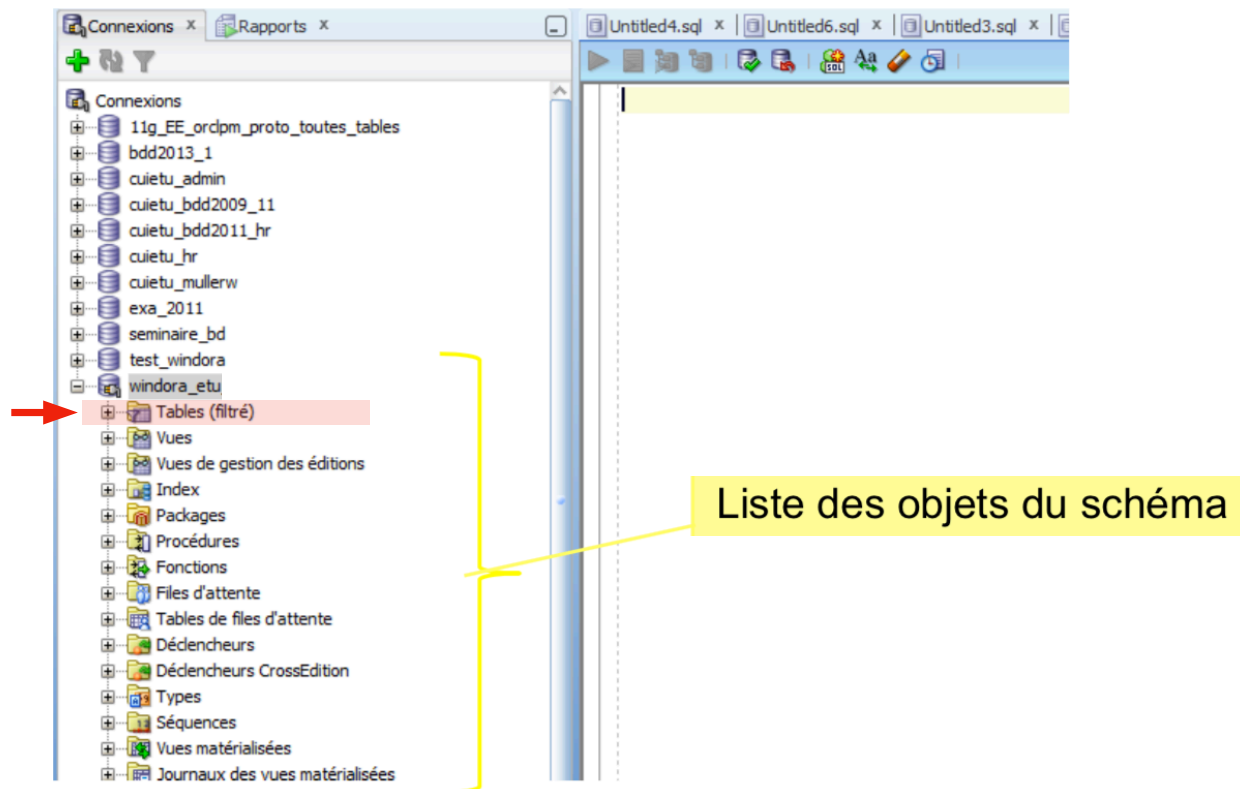 Connexions x Rapports x
Untitled4.sql x Untitled6.sql x Untitled3.sql x
Connexions
11g_EE_orclpm_proto_toutes_tables
bdd2013_1
cuietu_admin
cuietu_bdd2009_11
cuietu_bdd2011_hr
cuietu_hr
cuietu_mullerw
exa_2011
seminaire_bd
test_windora
windora_etu
Tables (filtré)
Vues
Vues de gestion des éditions
Index
Packages
Procédures
Fonctions
Files d'attente
Tables de files d'attente
Déclencheurs
Déclencheurs CrossEdition
Types
Séquences
Vues matérialisées
Journaux des vues matérialisées
Liste des objets du schéma